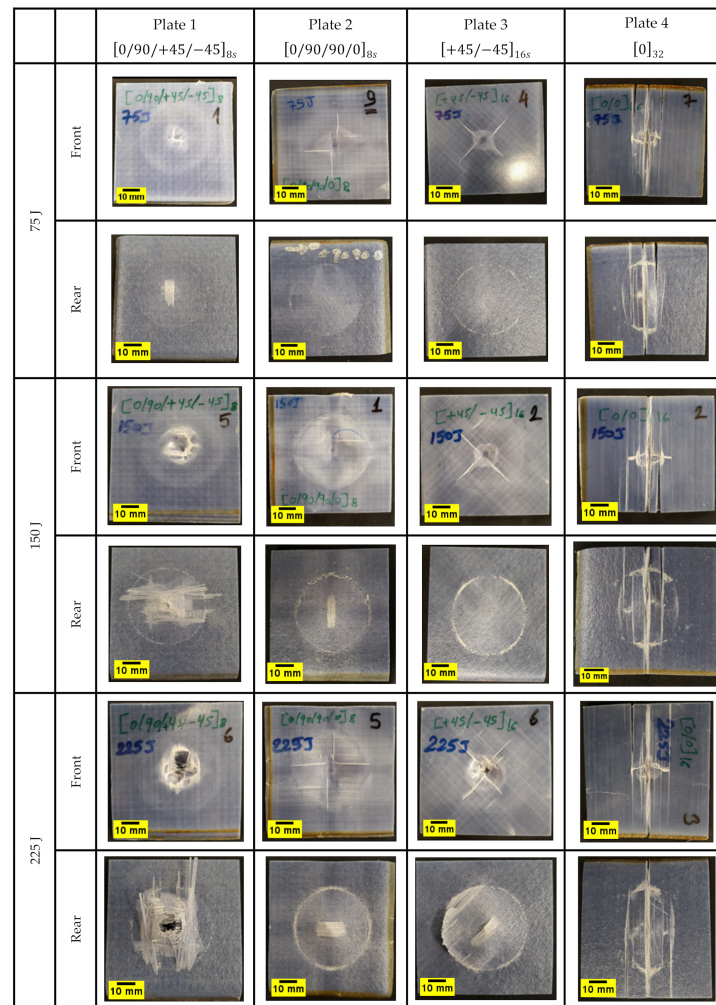 Plate 1 Plate 2 Plate 3 Plate 4
[0/90/+45/−45]8s [0/90/90/0]8s [+45/−45]16s [0]32
75 J
Front
[0/90/+45/-45]8 1
75J
10 mm
75J 9
[0/90/90/0]8
10 mm
[+45/-45]16 4
75J
10 mm
[0/0]16 7
75J
10 mm
Rear
10 mm
10 mm
10 mm
10 mm
150 J
Front
[0/90/+45/-45]8
150J 5
10 mm
150J 1
[0/90/90/0]8
10 mm
[+45/-45]16 2
150J
10 mm
[0/0]16 2
150J
10 mm
Rear
10 mm
10 mm
10 mm
10 mm
225 J
Front
[0/90/+45/-45]8
225J 6
10 mm
[0/90/90/0]8 5
225J
10 mm
[+45/-45]16 6
225J
10 mm
[0/0]16
225J
3
10 mm
Rear
10 mm
10 mm
10 mm
10 mm